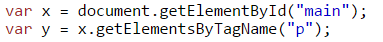 var x = document.getElementById("main");
var y = x.getElementsByTagName("p");